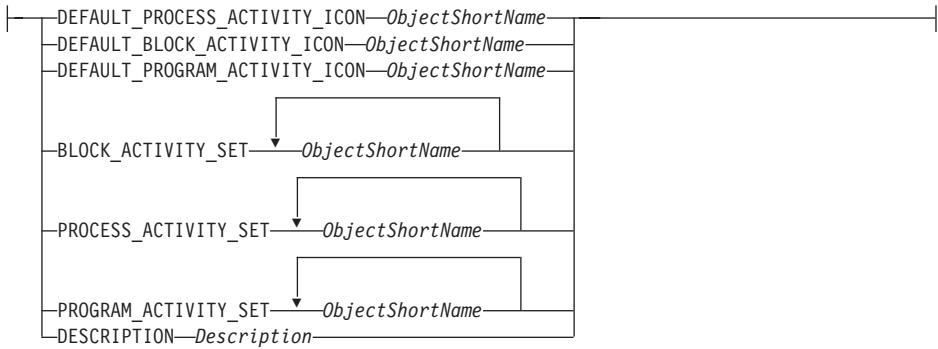 DEFAULT_PROCESS_ACTIVITY_ICON ObjectShortName
DEFAULT_BLOCK_ACTIVITY_ICON ObjectShortName
DEFAULT_PROGRAM_ACTIVITY_ICON ObjectShortName
BLOCK_ACTIVITY_SET ObjectShortName
PROCESS_ACTIVITY_SET ObjectShortName
PROGRAM_ACTIVITY_SET ObjectShortName
DESCRIPTION Description